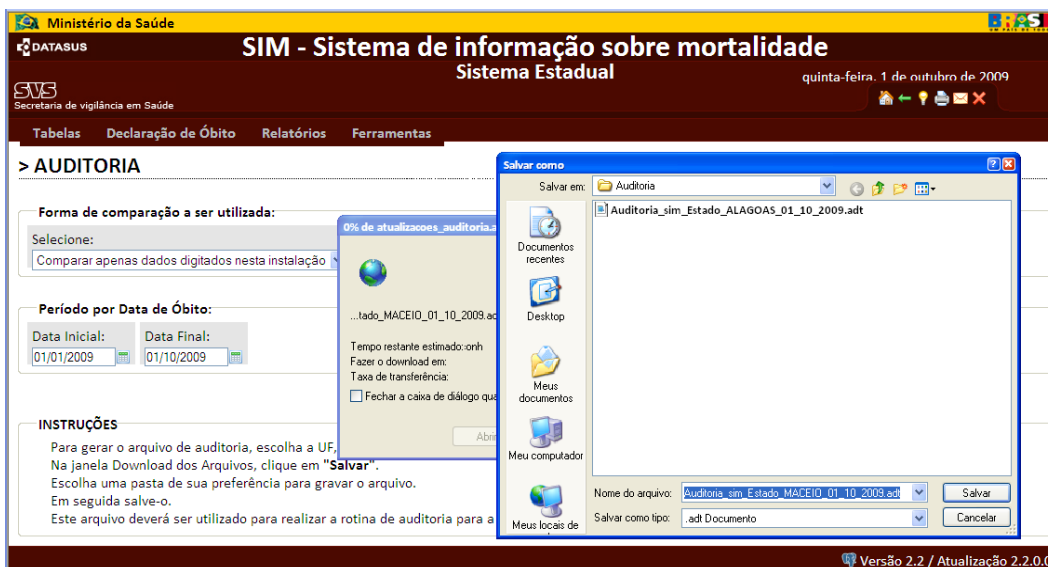 Ministério da Saúde
BRASIL
UM PAÍS DE TODOS
DATASUS
SIM - Sistema de informação sobre mortalidade
Sistema Estadual
quinta-feira, 1 de outubro de 2009
SVS
Secretaria de vigilância em Saúde
Tabelas Declaração de Óbito Relatórios Ferramentas
> AUDITORIA
Forma de comparação a ser utilizada:
Selecione:
Comparar apenas dados digitados nesta instalação
Período por Data de Óbito:
Data Inicial: Data Final:
01/01/2009 01/10/2009
INSTRUÇÕES
Para gerar o arquivo de auditoria, escolha a UF,
Na janela Download dos Arquivos, clique em "Salvar".
Escolha uma pasta de sua preferência para gravar o arquivo.
Em seguida salve-o.
Este arquivo deverá ser utilizado para realizar a rotina de auditoria para a
0% de atualizacoes_auditoria.a
...tado_MACEIO_01_10_2009.ad
Tempo restante estimado::onh
Fazer o download em:
Taxa de transferência:
Fechar a caixa de diálogo qua
Abri
Salvar como
Salvar em: Auditoria
Auditoria_sim_Estado_ALAGOAS_01_10_2009.adt
Documentos
recentes
Desktop
Meus
documentos
Meu computador
Meus locais de
Nome do arquivo: Auditoria_sim_Estado_MACEIO_01_10_2009.adt Salvar
Salvar como tipo: .adt Documento Cancelar
Versão 2.2 / Atualização 2.2.0.0